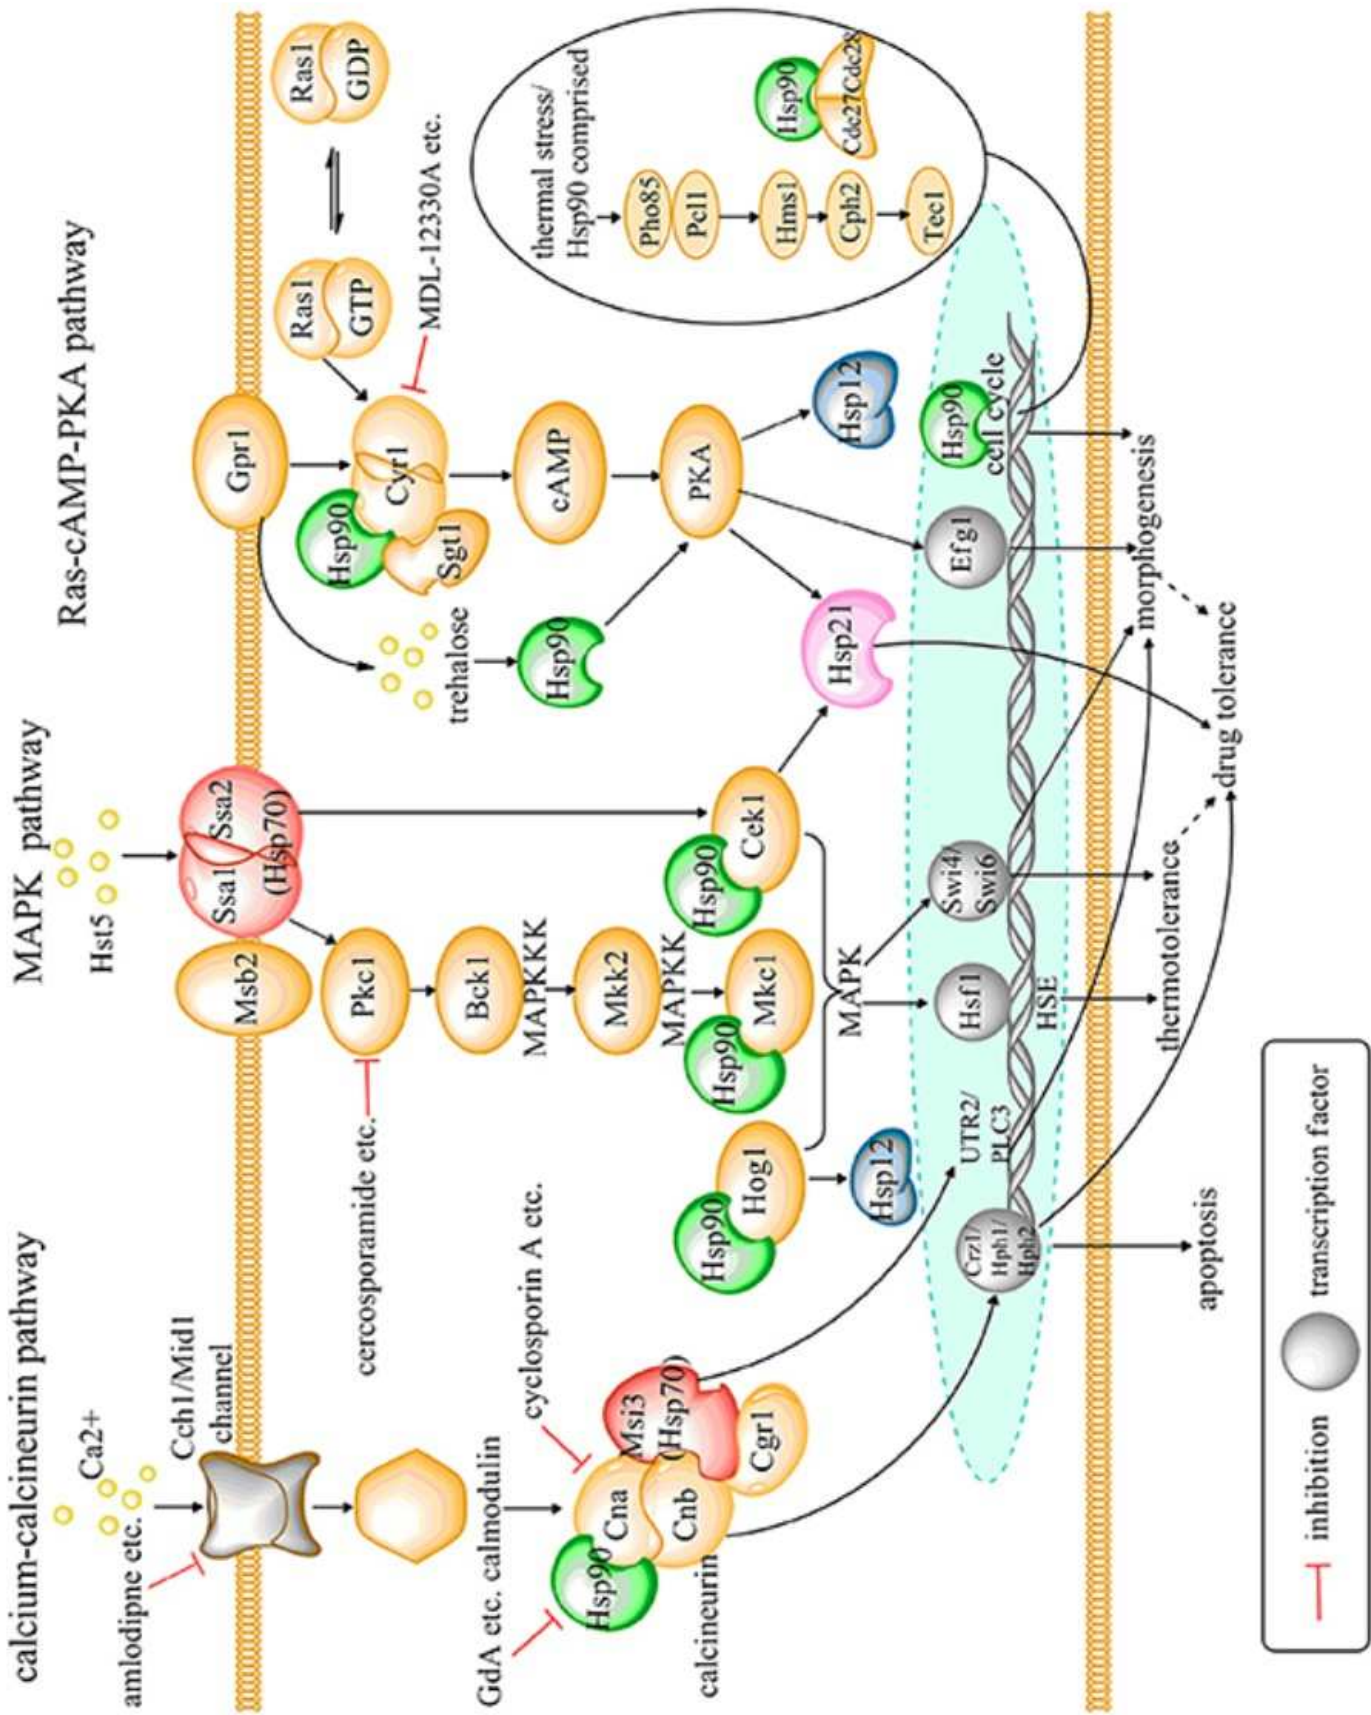 calcium-calcineurin pathway
MAPK pathway
Ras-cAMP-PKA pathway
Ca2+
amlodipne etc.
Cch1/Mid1
channel
GdA etc.
calmodulin
cyclosporin A etc.
Hsp90
Cna
Cnb
Msi3
(Hsp70)
Cgr1
calcineurin
Hst5
Msb2
Ssa1
Ssa2
(Hsp70)
cercosporamide etc.
Pkc1
Bck1
MAPKKK
Mkk2
MAPKK
Hsp90
Mkc1
Hsp90
Hog1
Hsp90
Cek1
MAPK
Hsp12
Gpr1
Ras1
GTP
Ras1
GDP
MDL-12330A etc.
Hsp90
Cyr1
Sgt1
trehalose
Hsp90
cAMP
PKA
Hsp21
Hsp12
thermal stress/
Hsp90 comprised
Pho85
Pcl1
Hms1
Cph2
Tec1
Hsp90
Cdc27
Cdc28
Crz1/
Hph1/
Hph2
UTR2/
PLC3
Hsf1
HSE
Swi4/
Swi6
Efg1
Hsp90
cell cycle
apoptosis
thermotolerance
morphogenesis
drug tolerance
inhibition
transcription factor